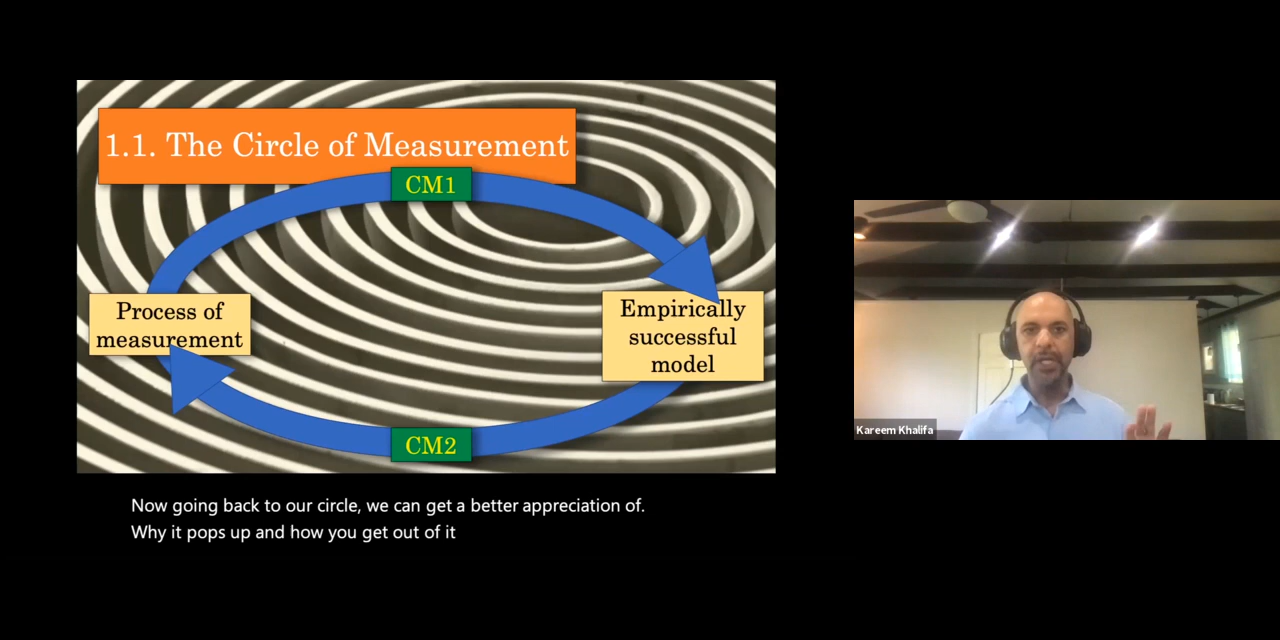 1.1. The Circle of Measurement
CM1
Process of
measurement
Empirically
successful
model
CM2
Kareem Khalifa
Now going back to our circle, we can get a better appreciation of.
Why it pops up and how you get out of it